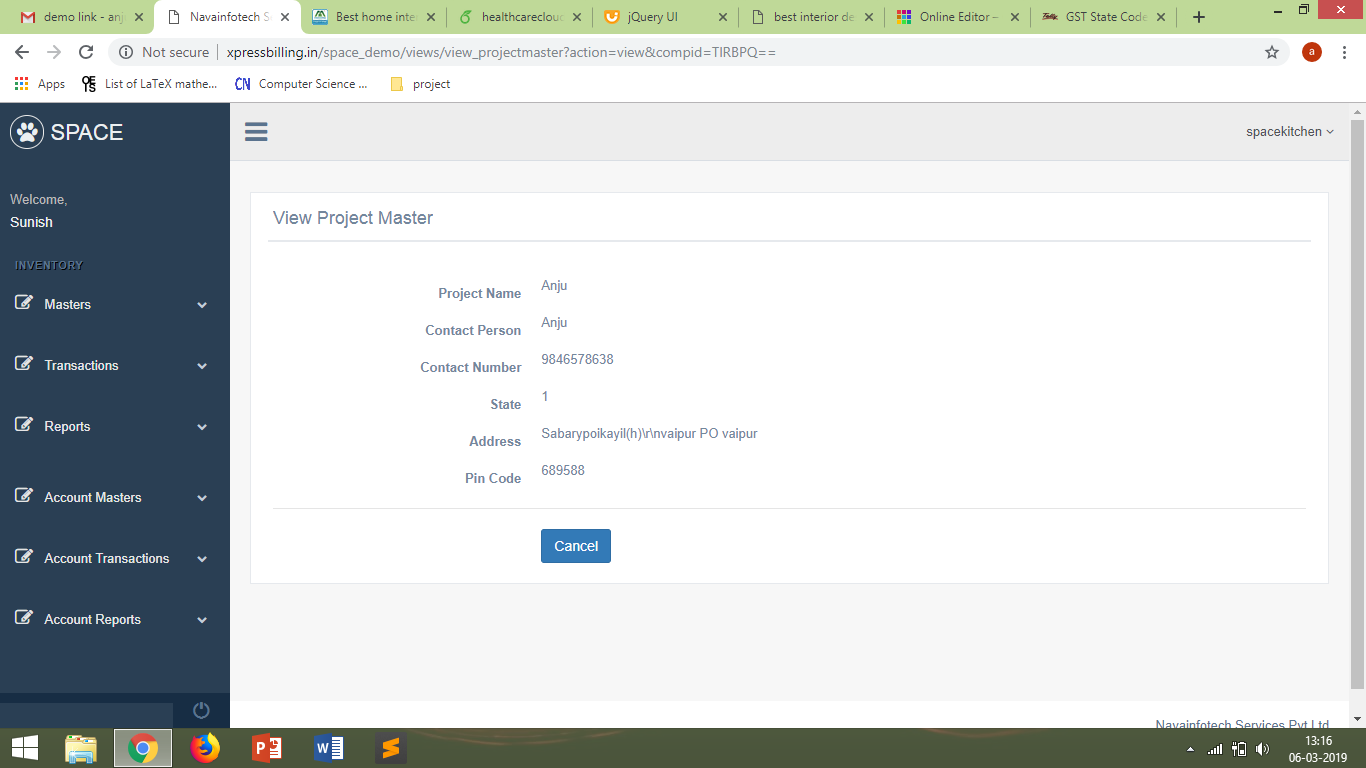 demo link - anj
Navainfotech S
Best home inte
healthcarecloud
jQuery UI
best interior de
Online Editor –
GST State Code
Not secure
xpressbilling.in/space_demo/views/view_projectmaster?action=view&compid=TlRBPQ==
a
Apps
List of LaTeX mathe...
CN
Computer Science ...
project
SPACE
spacekitchen
Welcome,
Sunish
INVENTORY
Masters
Transactions
Reports
Account Masters
Account Transactions
Account Reports
View Project Master
Project Name
Anju
Contact Person
Anju
Contact Number
9846578638
State
1
Address
Sabarypoikayil(h)\r\nvaipur PO vaipur
Pin Code
689588
Cancel
Navainfotech Services Pvt Ltd
13:16
06-03-2019